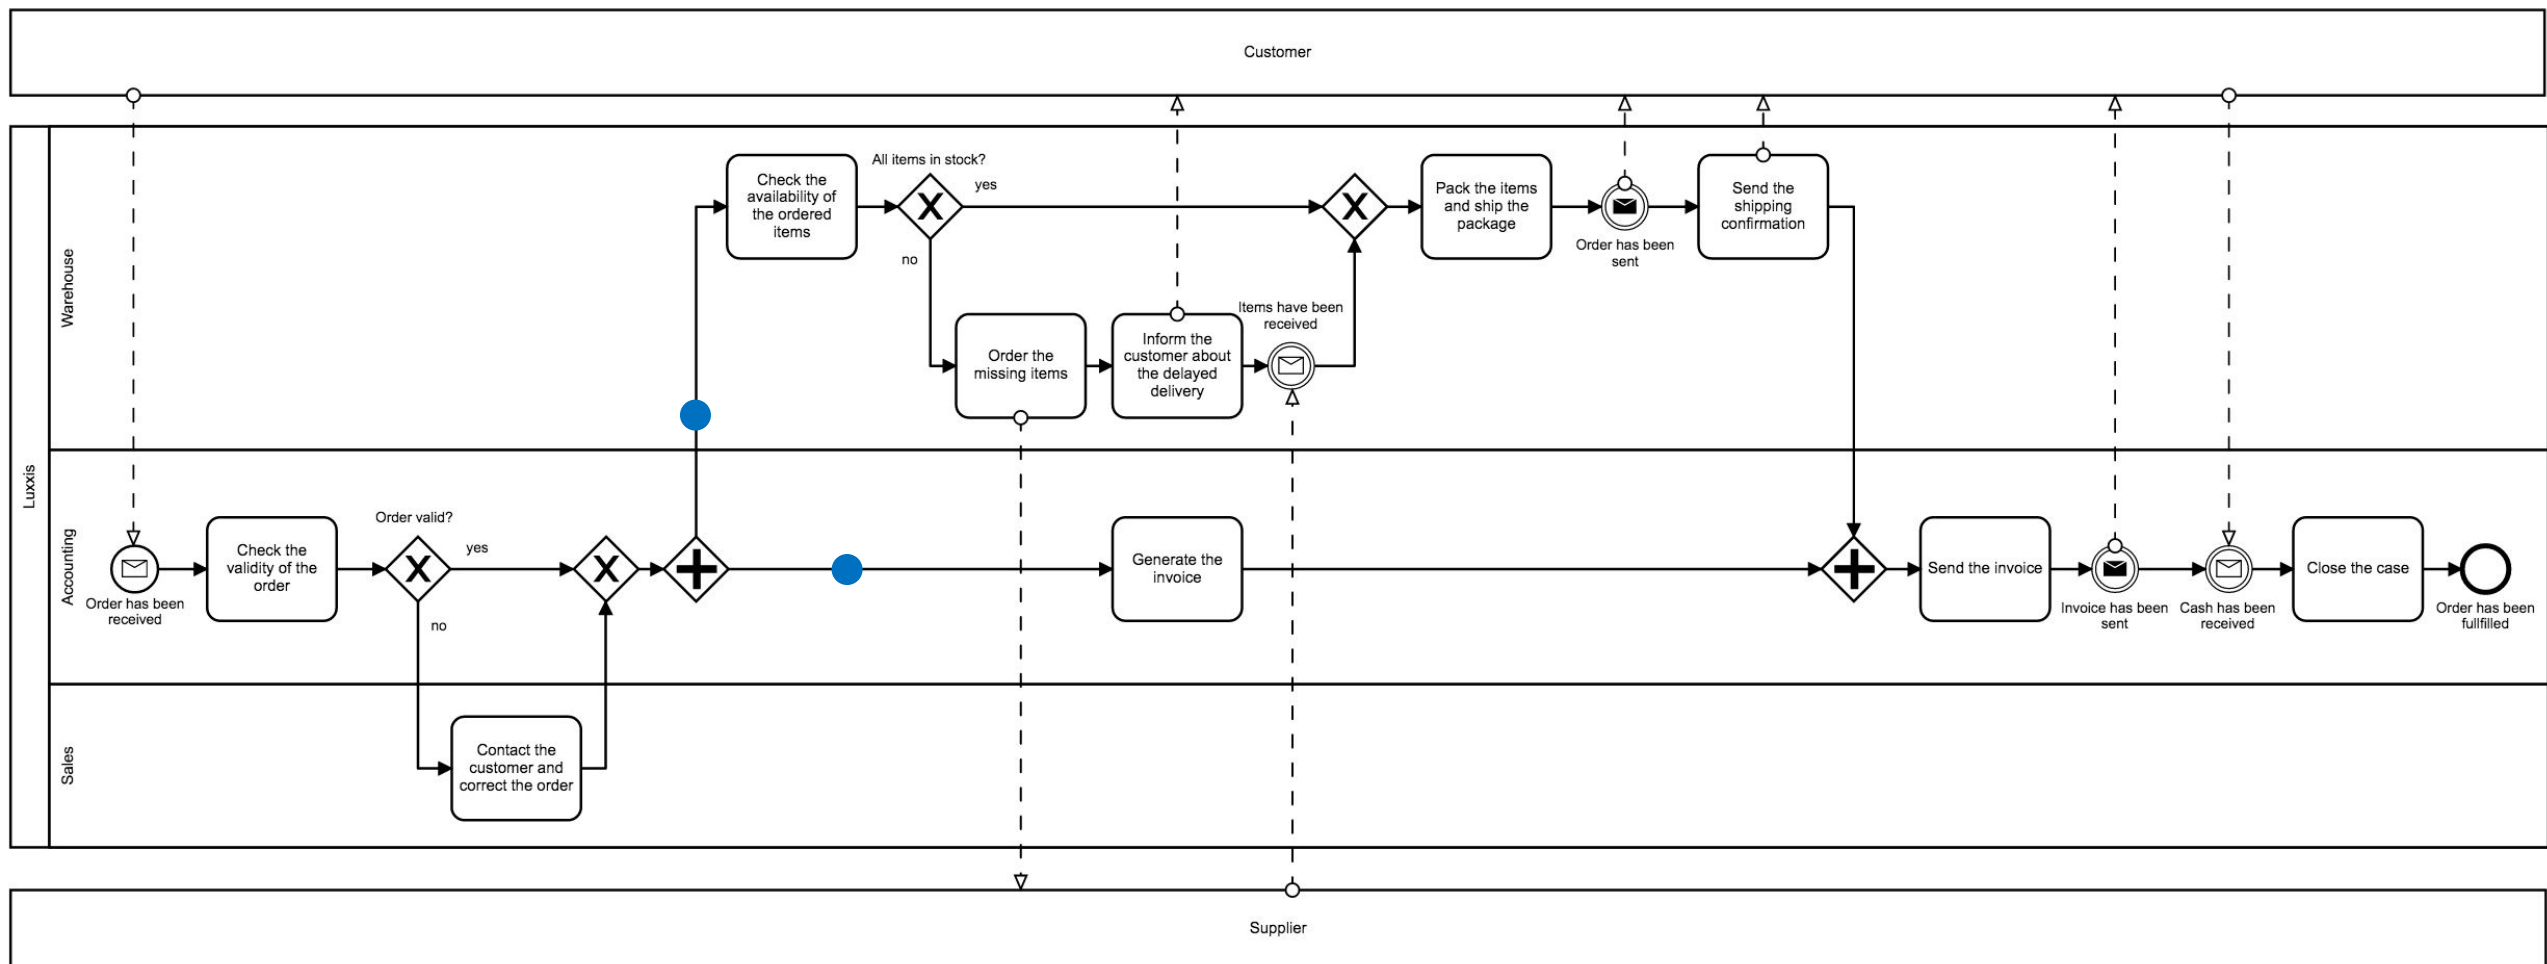 Customer
Luxxis
Warehouse
Check the
availability of
the ordered
items
All items in stock?
yes
no
Order the
missing items
Inform the
customer about
the delayed
delivery
Items have been
received
Pack the items
and ship the
package
Order has been
sent
Send the
shipping
confirmation
Accounting
Order has been
received
Check the
validity of the
order
Order valid?
yes
no
Generate the
invoice
Send the invoice
Invoice has been
sent
Cash has been
received
Close the case
Order has been
fullfilled
Sales
Contact the
customer and
correct the order
Supplier